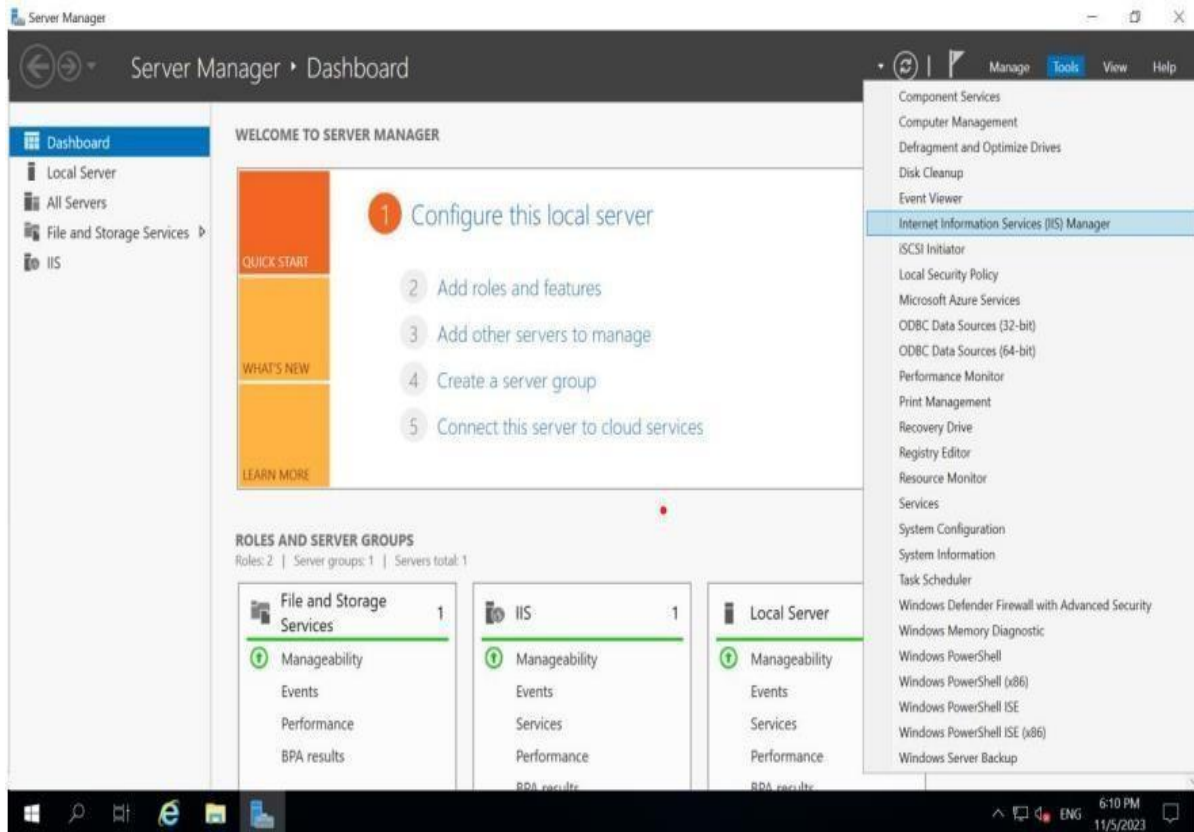 Server Manager
Server Manager • Dashboard
Manage Tools View Help
Dashboard
Local Server
All Servers
File and Storage Services
IIS
WELCOME TO SERVER MANAGER
QUICK START
WHAT'S NEW
LEARN MORE
1 Configure this local server
2 Add roles and features
3 Add other servers to manage
4 Create a server group
5 Connect this server to cloud services
ROLES AND SERVER GROUPS
Roles: 2 | Server groups: 1 | Servers total: 1
File and Storage
Services
1
Manageability
Events
Performance
BPA results
IIS 1
Manageability
Events
Services
Performance
BPA results
Local Server
Manageability
Events
Services
Performance
BPA results
Component Services
Computer Management
Defragment and Optimize Drives
Disk Cleanup
Event Viewer
Internet Information Services (IIS) Manager
iSCSI Initiator
Local Security Policy
Microsoft Azure Services
ODBC Data Sources (32-bit)
ODBC Data Sources (64-bit)
Performance Monitor
Print Management
Recovery Drive
Registry Editor
Resource Monitor
Services
System Configuration
System Information
Task Scheduler
Windows Defender Firewall with Advanced Security
Windows Memory Diagnostic
Windows PowerShell
Windows PowerShell (x86)
Windows PowerShell ISE
Windows PowerShell ISE (x86)
Windows Server Backup
ENG
6:10 PM
11/5/2023